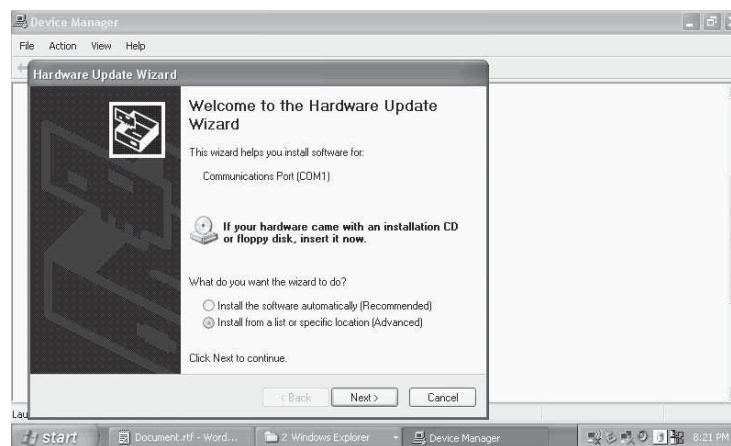 Device Manager
File Action View Help
Hardware Update Wizard
Welcome to the Hardware Update
Wizard
This wizard helps you install software for:
Communications Port (COM1)
If your hardware came with an installation CD
or floppy disk, insert it now.
What do you want the wizard to do?
Install the software automatically (Recommended)
Install from a list or specific location (Advanced)
Click Next to continue.
< Back Next > Cancel
Lau
start Document.rtf - Word... 2 Windows Explorer Device Manager 8:21 PM